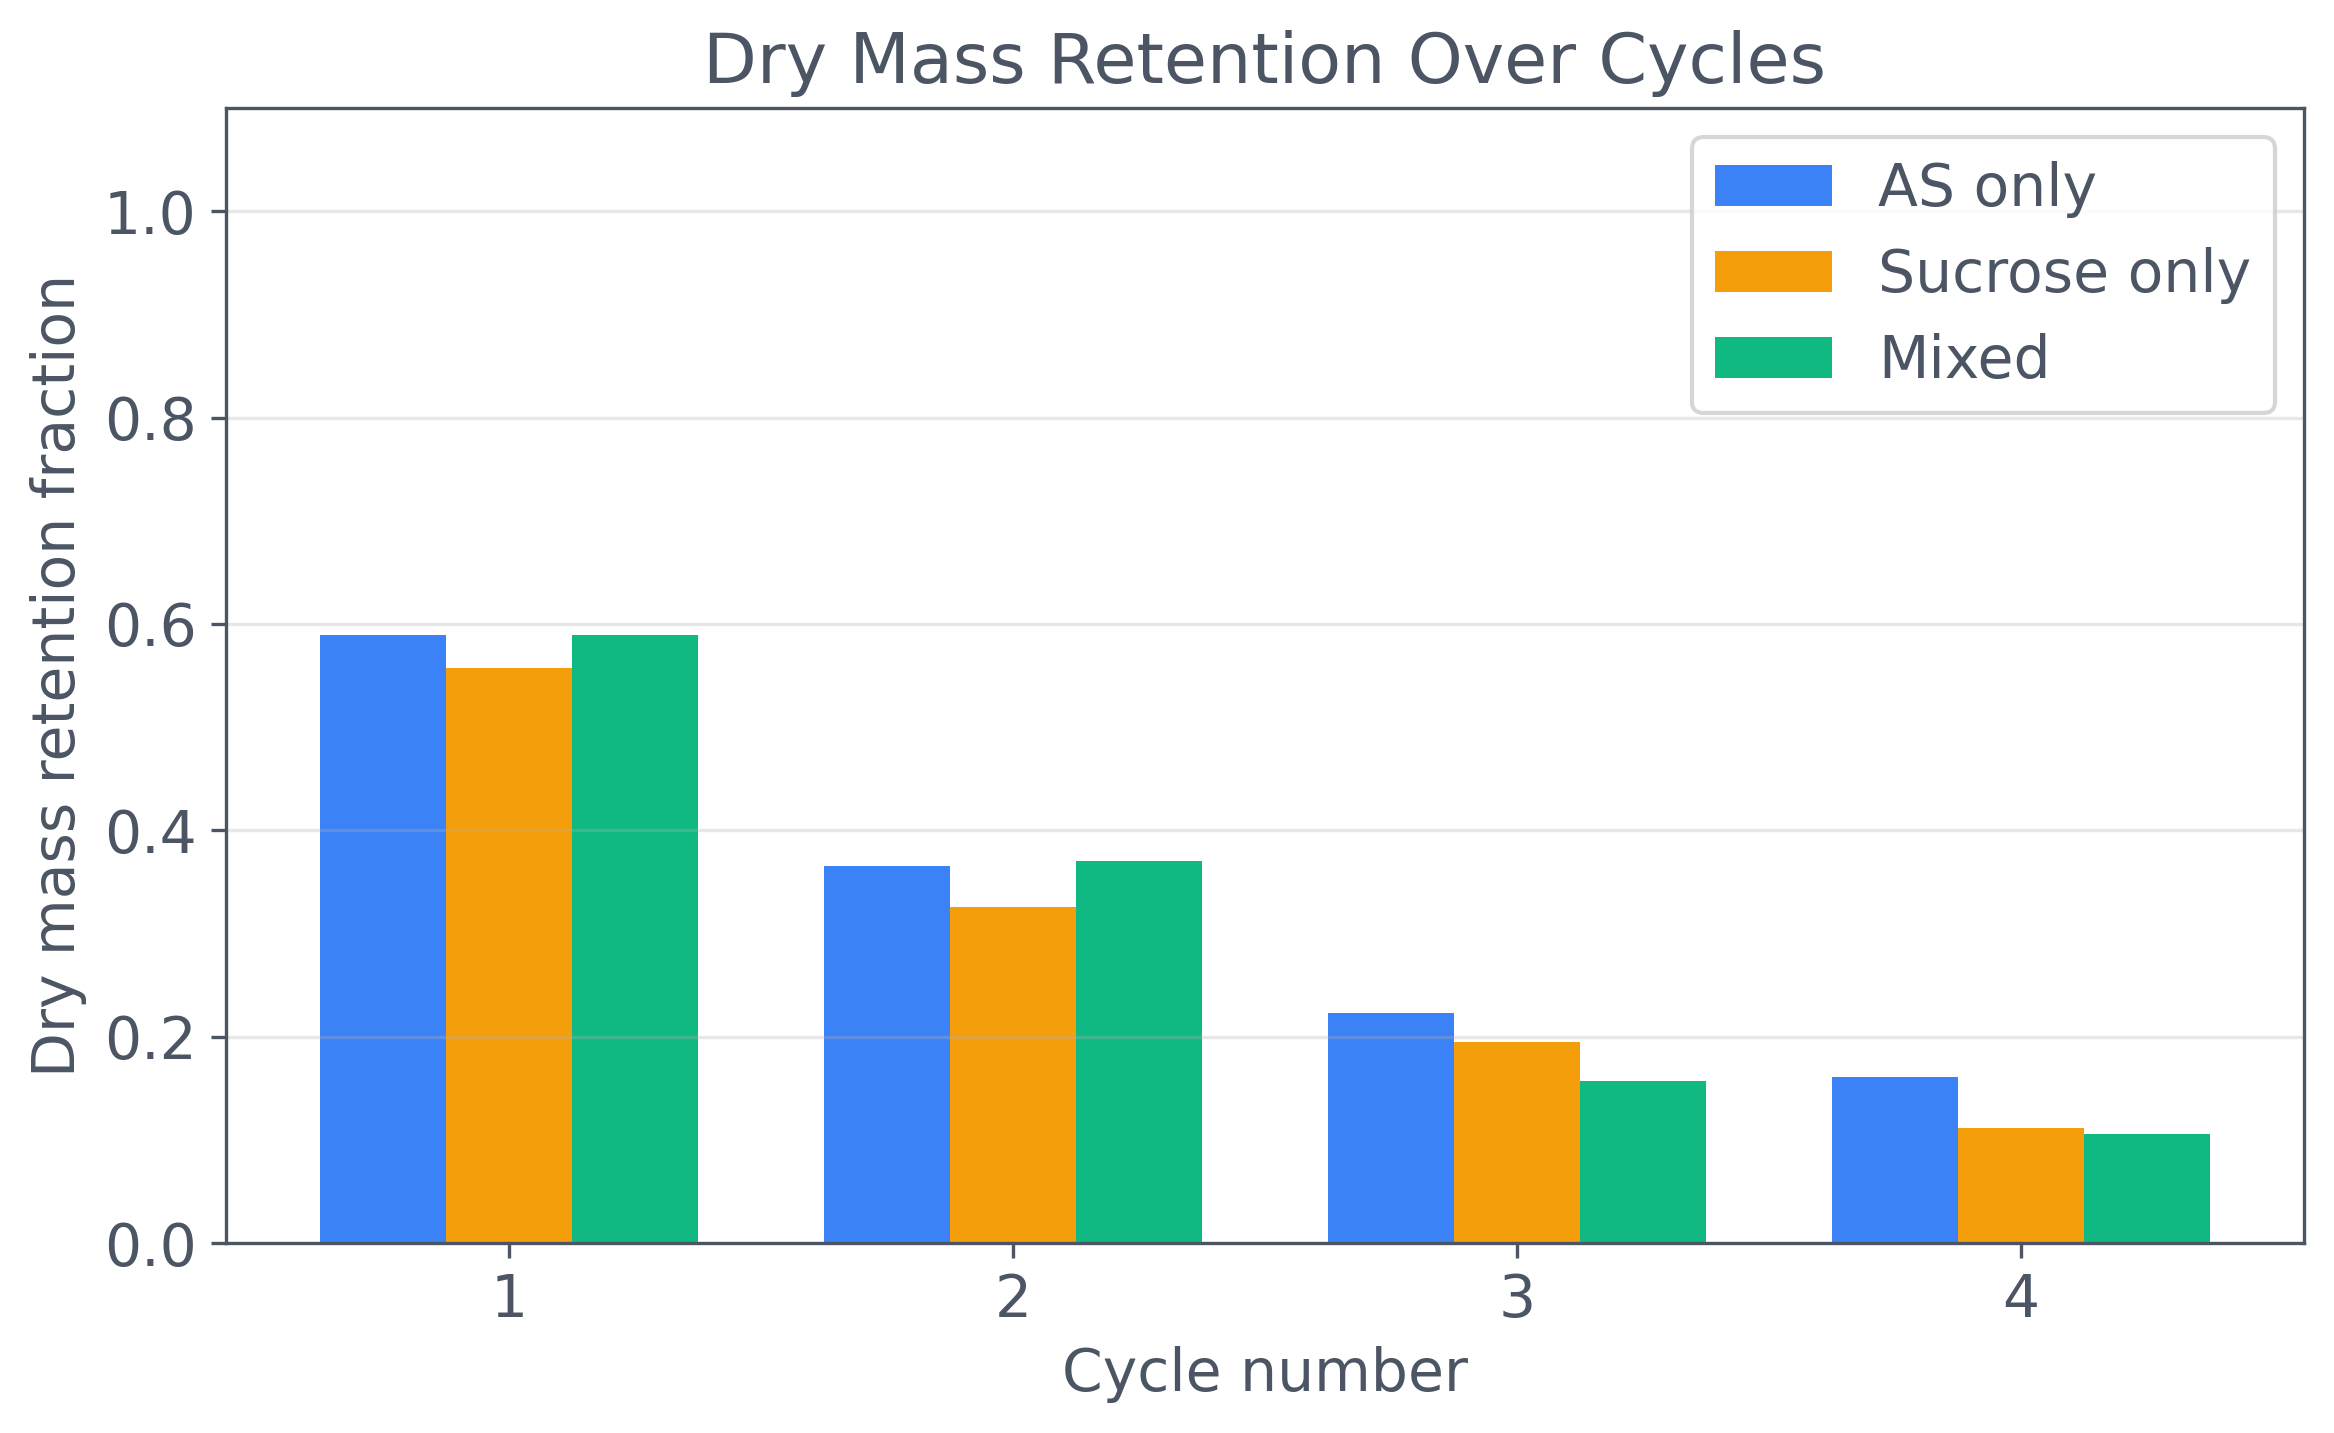 Dry Mass Retention Over Cycles
AS only
Sucrose only
Mixed
Dry mass retention fraction
1.0
0.8
0.6
0.4
0.2
0.0
1 2 3 4
Cycle number